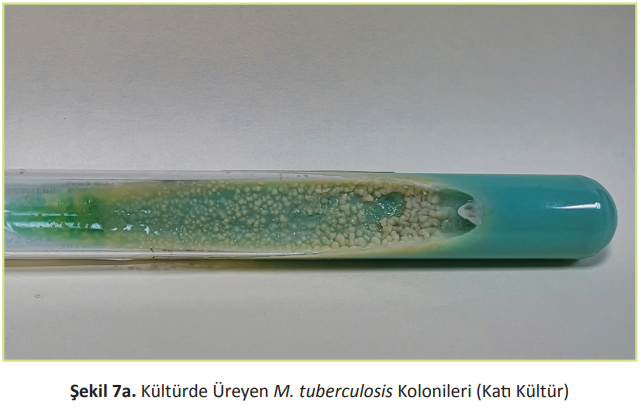 Şekil 7a. Kültürde Üreyen M. tuberculosis Kolonileri (Katı Kültür)